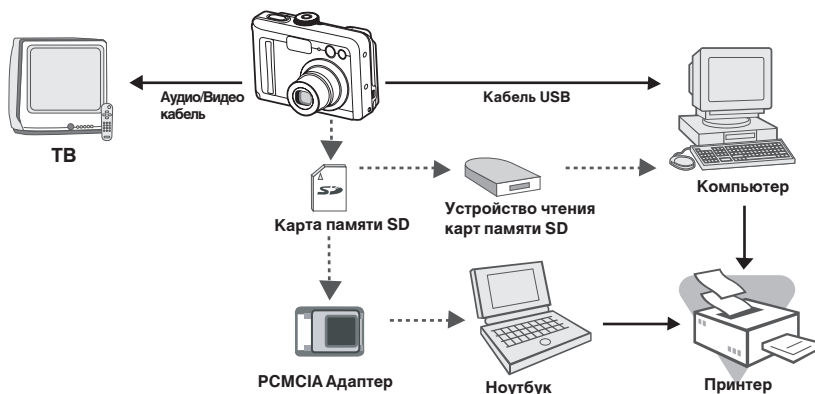 Аудио/Видео
кабель
Кабель USB
ТВ
SD
Карта памяти SD
Устройство чтения
карт памяти SD
Компьютер
PCMCIA Адаптер
Ноутбук
Принтер